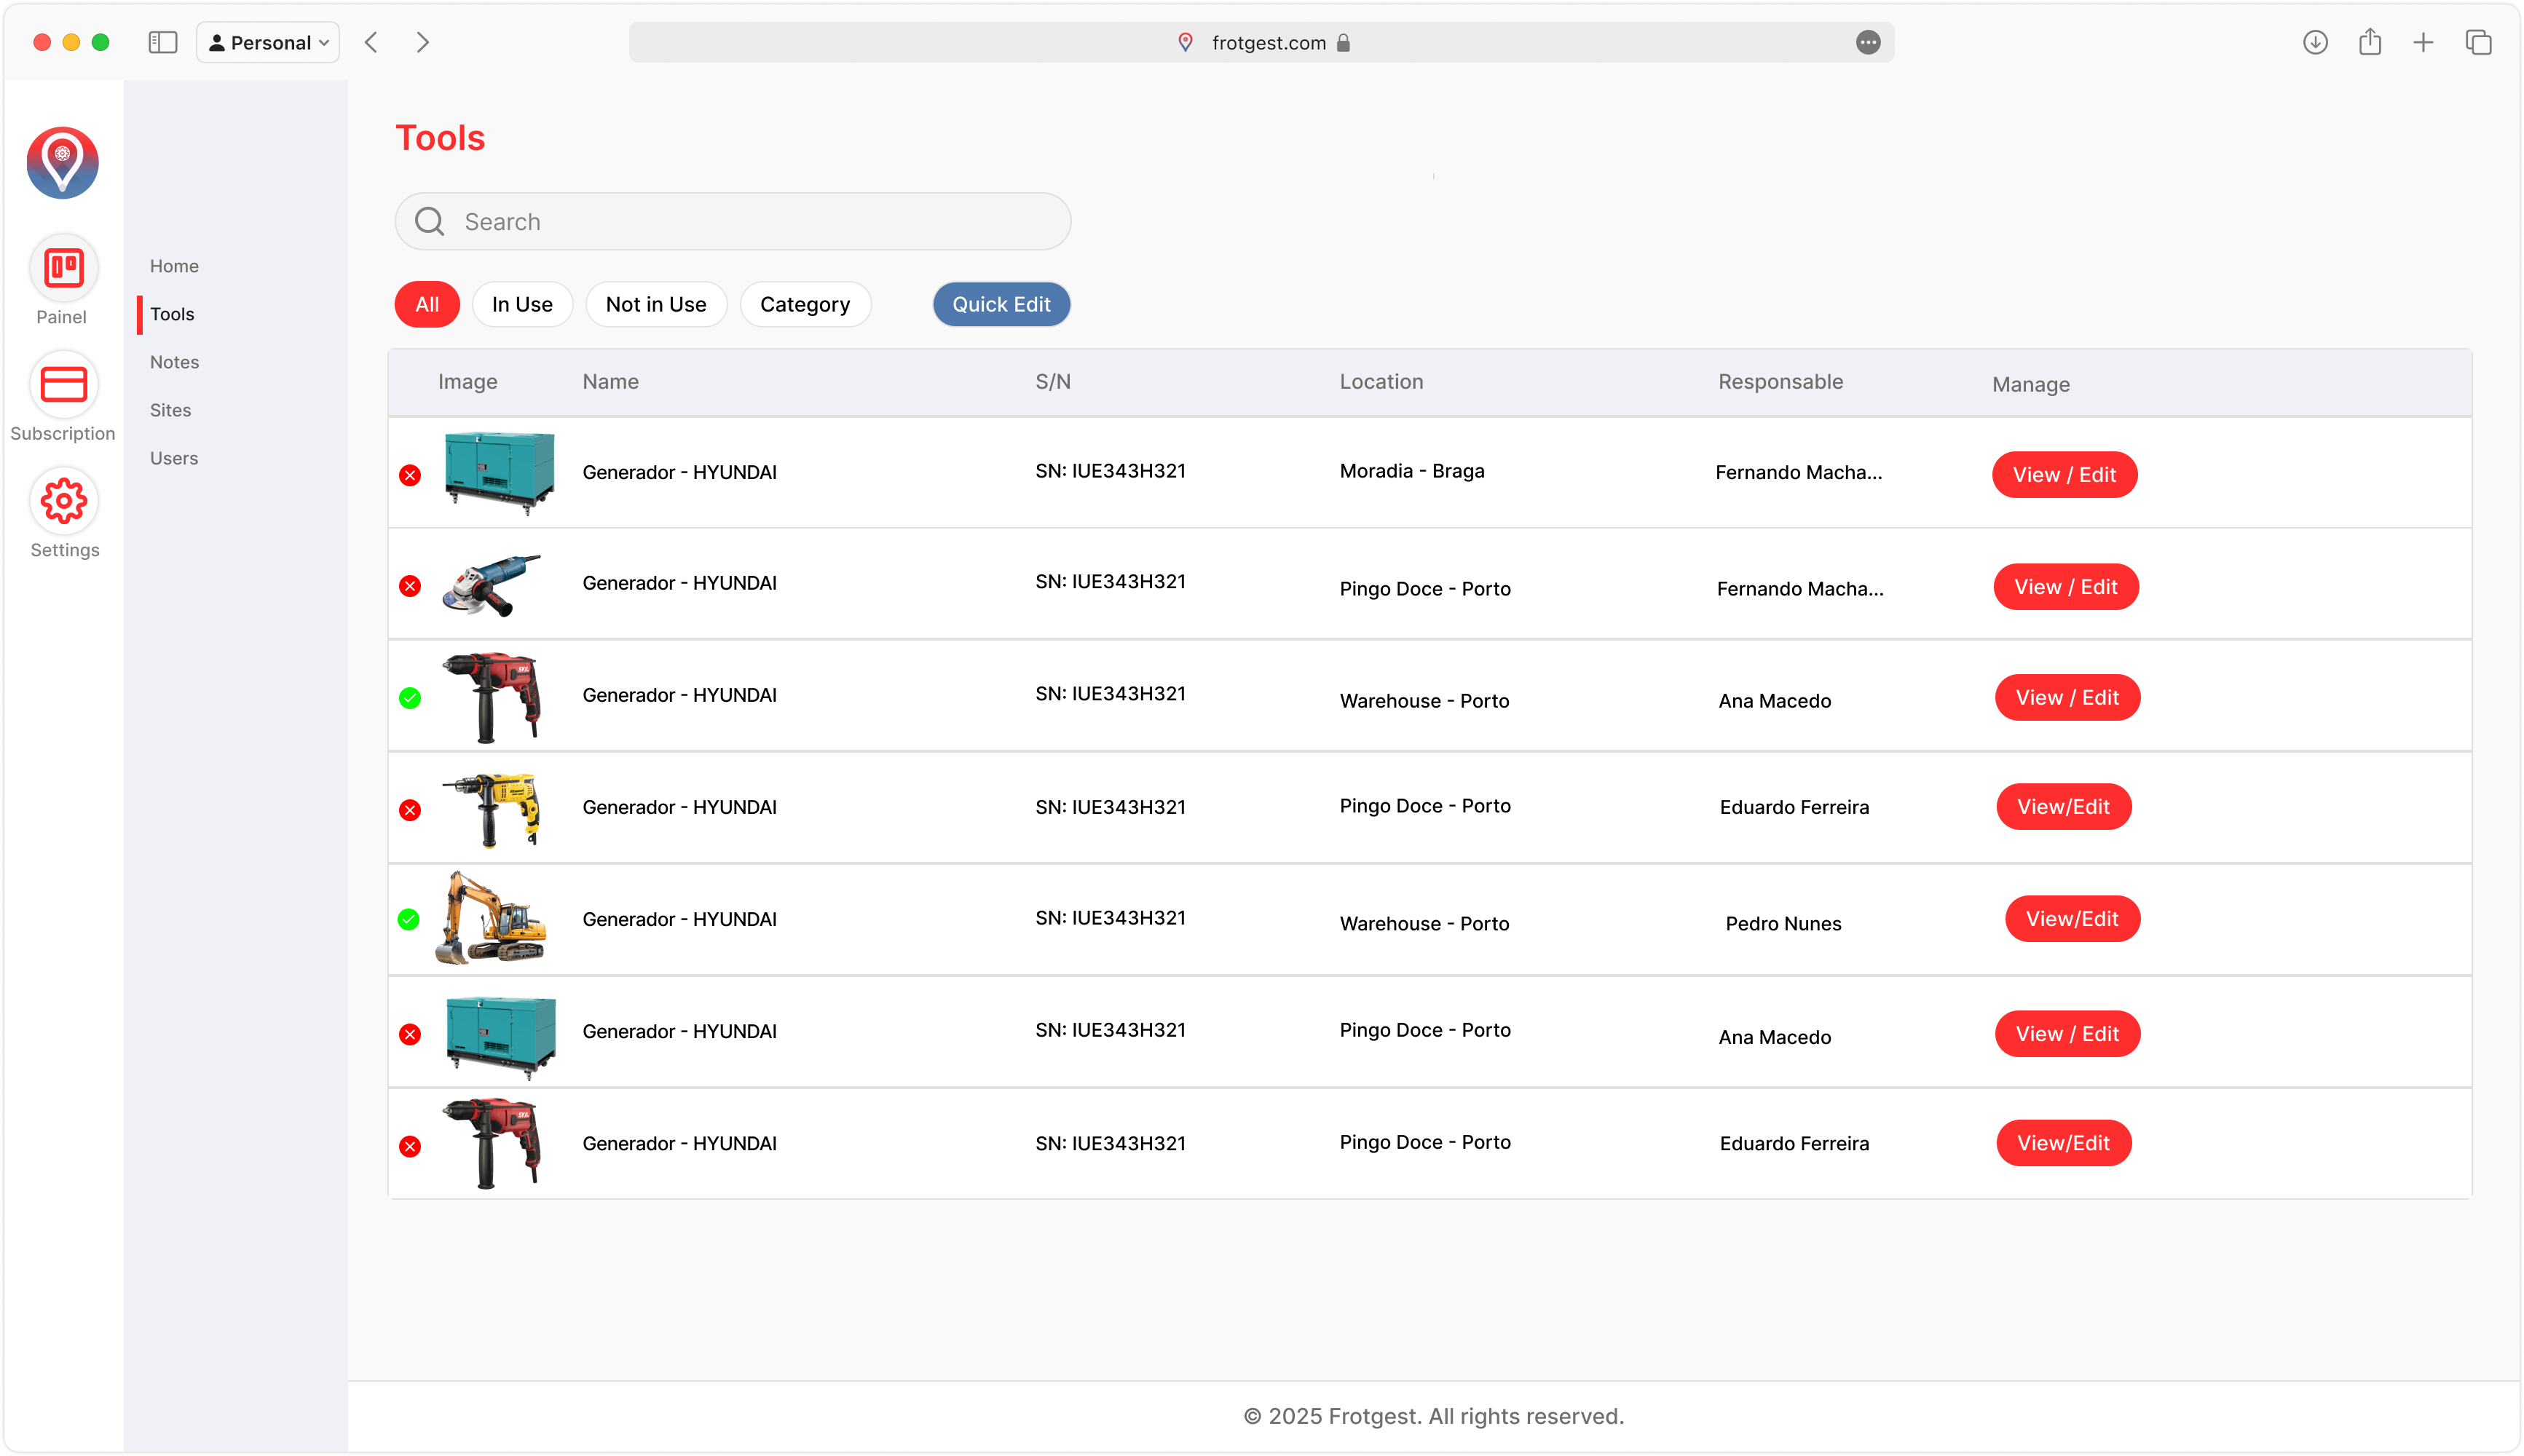 Personal
frotgest.com
Painel
Subscription
Settings
Home
Tools
Notes
Sites
Users
Tools
Search
All In Use Not in Use Category Quick Edit
Image Name S/N Location Responsable Manage
Generador - HYUNDAI SN: IUE343H321 Moradia - Braga Fernando Macha... View / Edit
Generador - HYUNDAI SN: IUE343H321 Pingo Doce - Porto Fernando Macha... View / Edit
SKIL
Generador - HYUNDAI SN: IUE343H321 Warehouse - Porto Ana Macedo View / Edit
Generador - HYUNDAI SN: IUE343H321 Pingo Doce - Porto Eduardo Ferreira View/Edit
Generador - HYUNDAI SN: IUE343H321 Warehouse - Porto Pedro Nunes View/Edit
Generador - HYUNDAI SN: IUE343H321 Pingo Doce - Porto Ana Macedo View / Edit
SKIL
Generador - HYUNDAI SN: IUE343H321 Pingo Doce - Porto Eduardo Ferreira View/Edit
© 2025 Frotgest. All rights reserved.